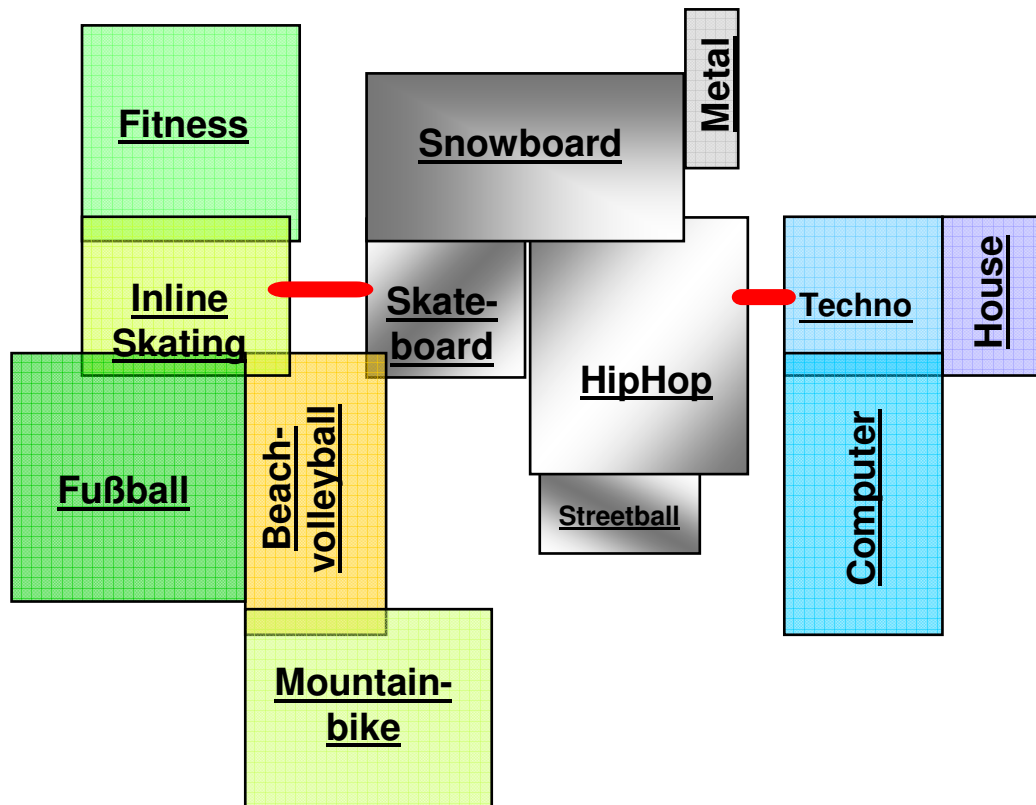 Fitness
Snowboard
Metal
Inline
Skating
Skate-
board
HipHop
Techno
House
Fußball
Beach-
volleyball
Streetball
Computer
Mountain-
bike